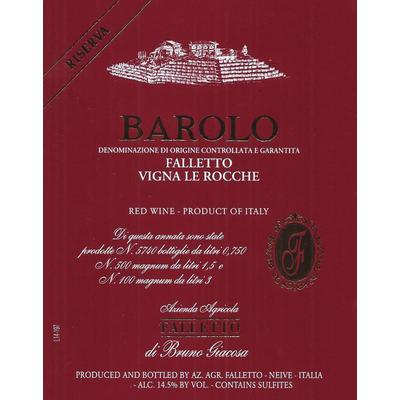 RISERVA
BAROLO
DENOMINAZIONE DI ORIGINE CONTROLLATA E GARANTITA
FALLETTO
VIGNA LE ROCCHE
RED WINE - PRODUCT OF ITALY
Di questa annata sono state
prodotte N. 5740 bottiglie da litri 0,750
N. 500 magnum da litri 1,5 e
N. 100 magnum da litri 3
F
Azienda Agricola
FALLETTO
di Bruno Giacosa
PRODUCED AND BOTTLED BY AZ. AGR. FALLETTO - NEIVE - ITALIA
- ALC. 14.5% BY VOL. - CONTAINS SULFITES
L14-197